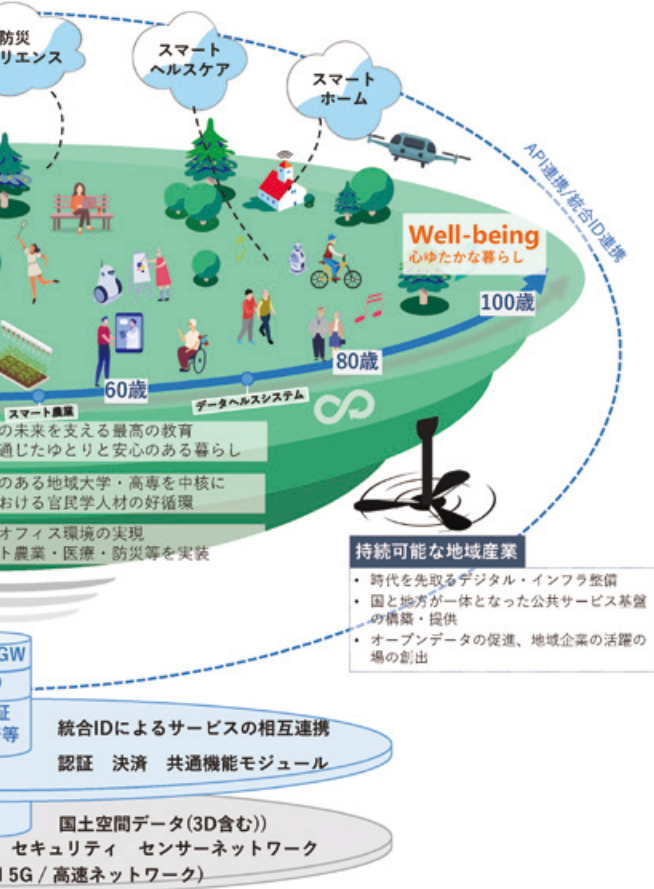 防災
リエンス
スマート
ヘルスケア
スマート
ホーム
API連携/統合ID連携
Well-being
心ゆたかな暮らし
100歳
80歳
60歳
スマート農業
データヘルスシステム
の未来を支える最高の教育
通じたゆとりと安心のある暮らし
のある地域大学・高専を中核に
おける官民学人材の好循環
オフィス環境の実現
ト農業・医療・防災等を実装
持続可能な地域産業
• 時代を先取るデジタル・インフラ整備
• 国と地方が一体となった公共サービス基盤
の構築・提供
• オープンデータの促進、地域企業の活躍の
場の創出
GW
証
等
統合IDによるサービスの相互連携
認証 決済 共通機能モジュール
国土空間データ(3D含む))
セキュリティ センサーネットワーク
5G / 高速ネットワーク)